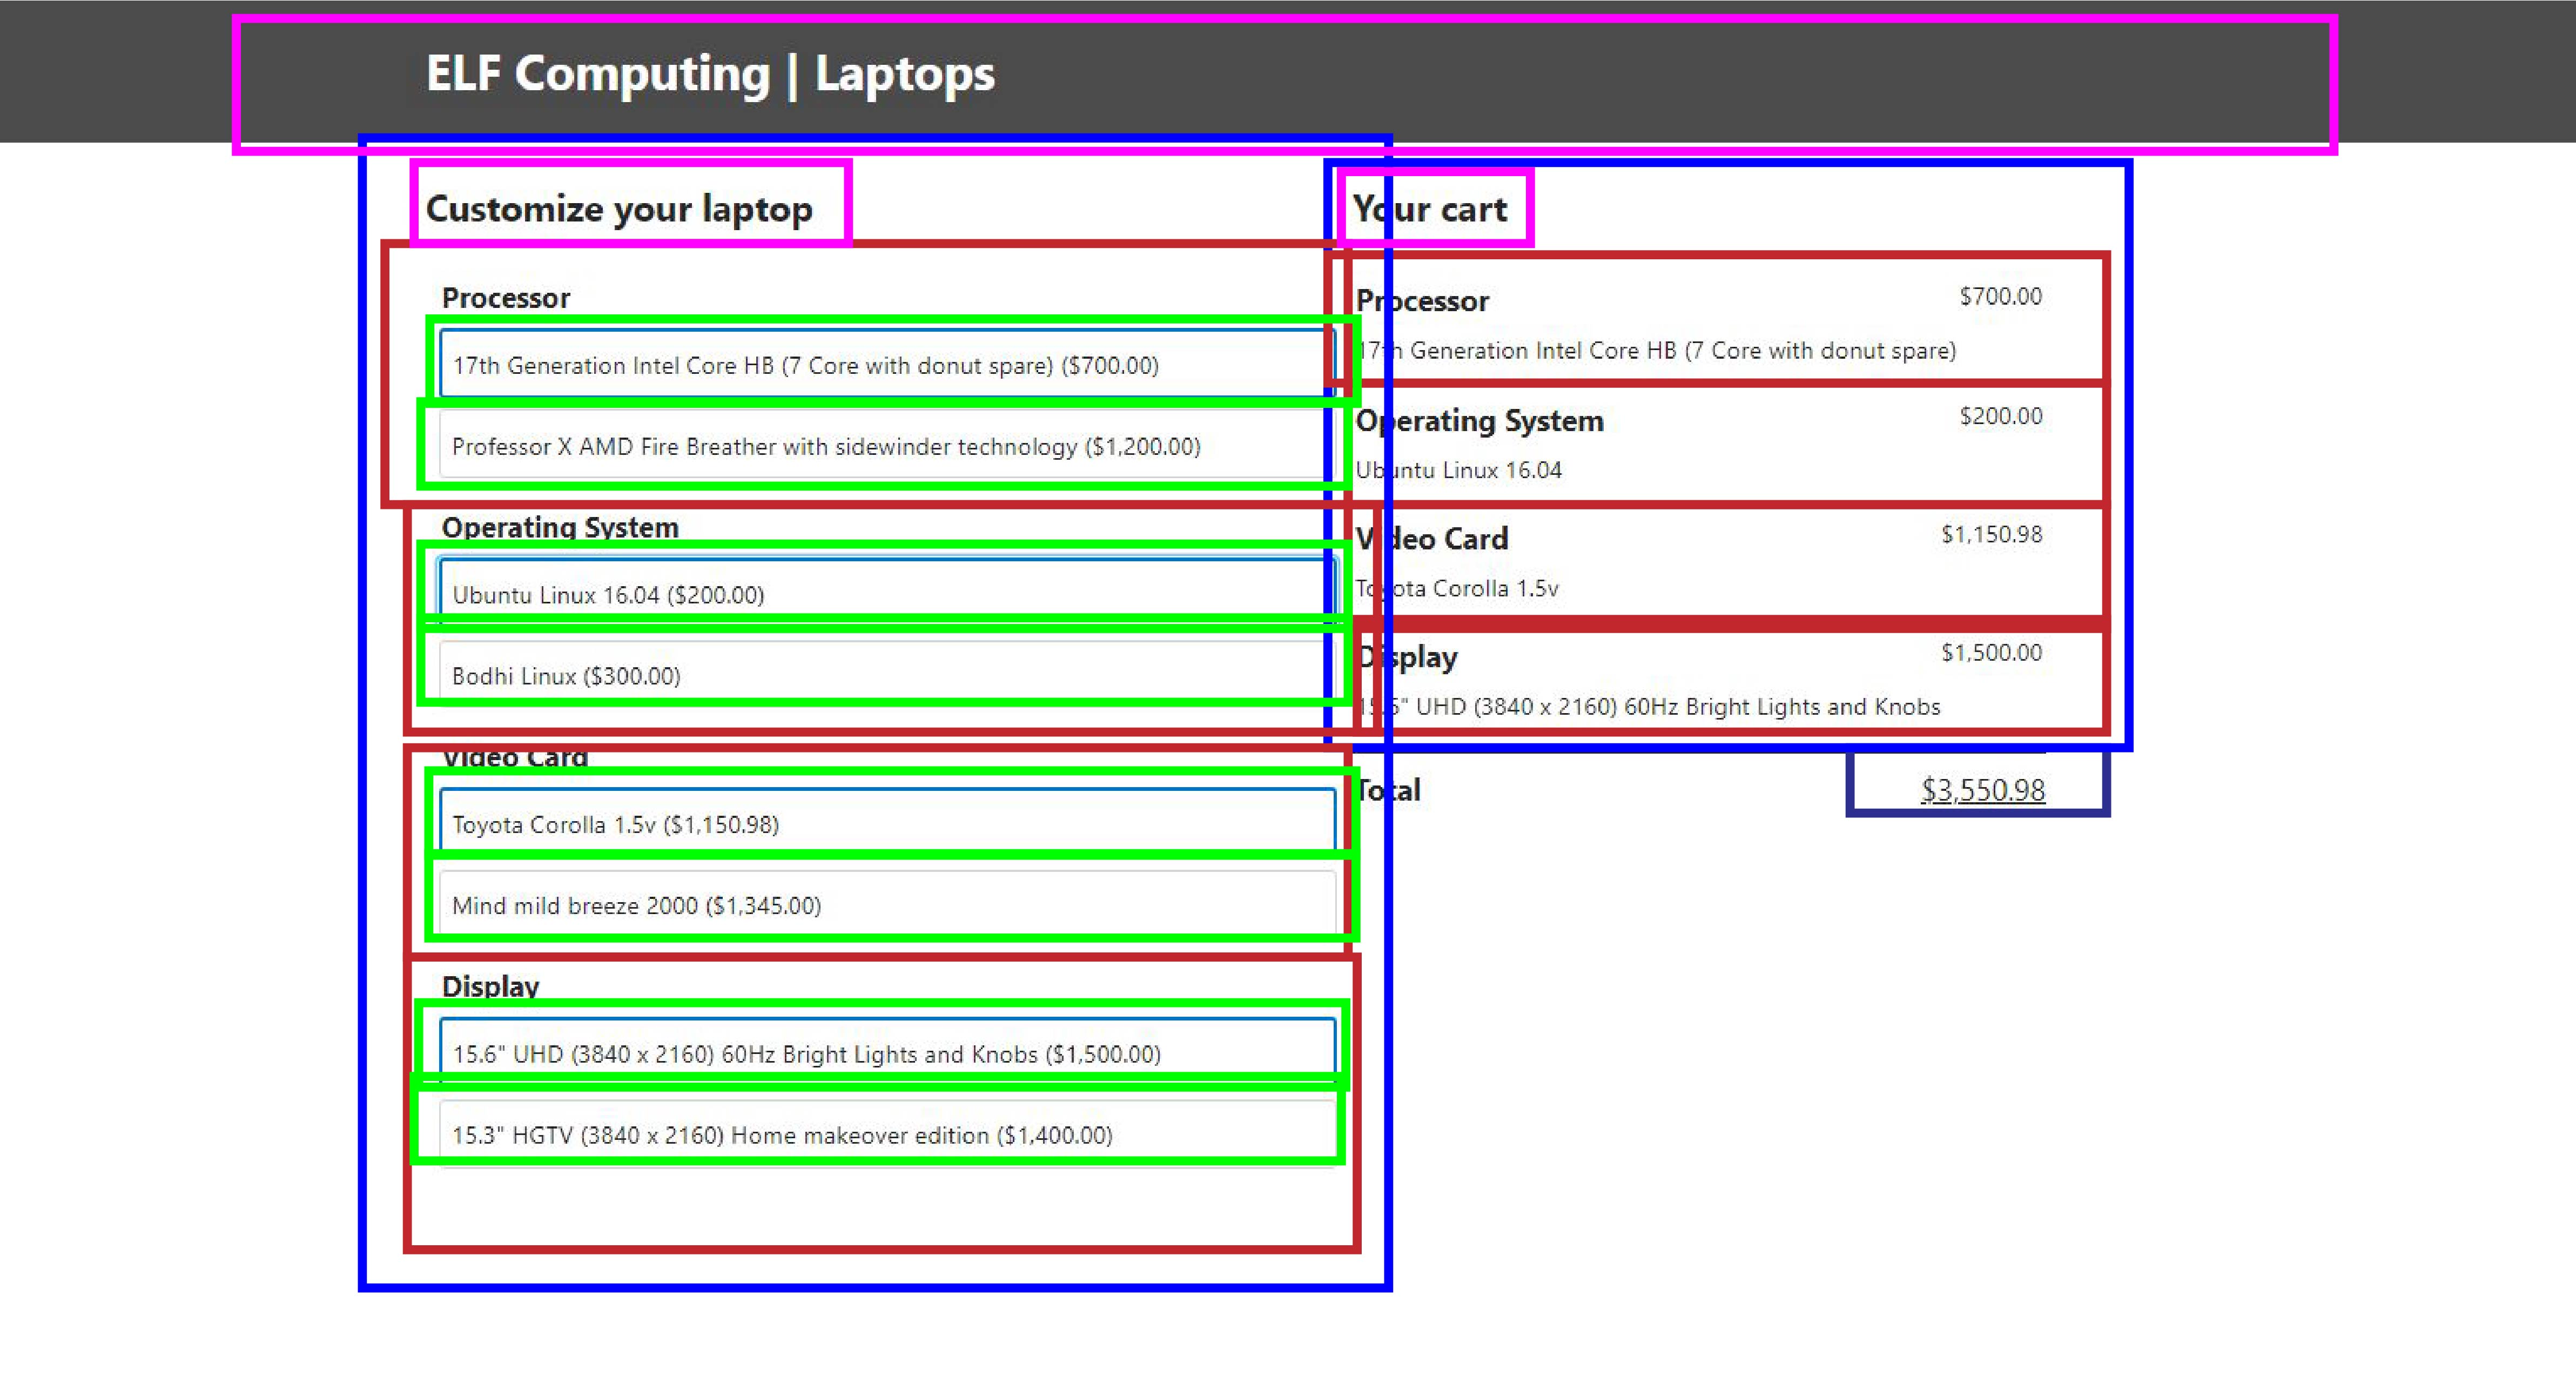 ELF Computing | Laptops
Customize your laptop
Processor
17th Generation Intel Core HB (7 Core with donut spare) ($700.00)
Professor X AMD Fire Breather with sidewinder technology ($1,200.00)
Operating System
Ubuntu Linux 16.04 ($200.00)
Bodhi Linux ($300.00)
Video Card
Toyota Corolla 1.5v ($1,150.98)
Mind mild breeze 2000 ($1,345.00)
Display
15.6" UHD (3840 x 2160) 60Hz Bright Lights and Knobs ($1,500.00)
15.3" HGTV (3840 x 2160) Home makeover edition ($1,400.00)
Your cart
Processor $700.00
17th Generation Intel Core HB (7 Core with donut spare)
Operating System $200.00
Ubuntu Linux 16.04
Video Card $1,150.98
Toyota Corolla 1.5v
Display $1,500.00
15.6" UHD (3840 x 2160) 60Hz Bright Lights and Knobs
Total $3,550.98